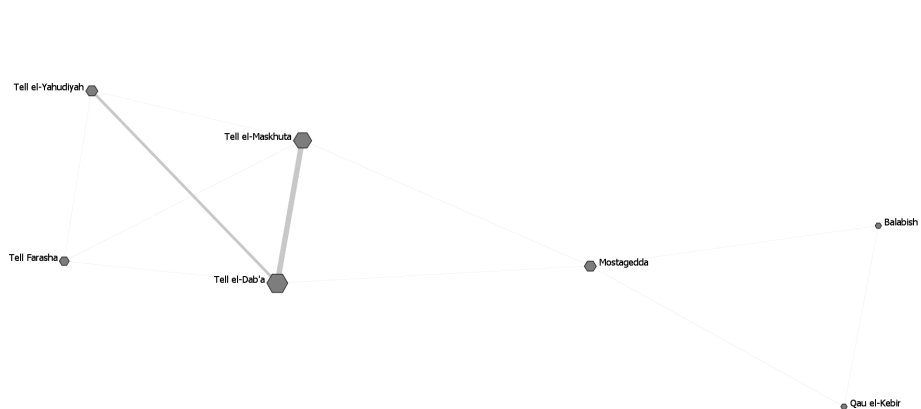 Tell el-Yahudiyah
Tell el-Maskhuta
Balabish
Tell Farasha
Mostagedda
Tell el-Dab'a
Qau el-Kebir